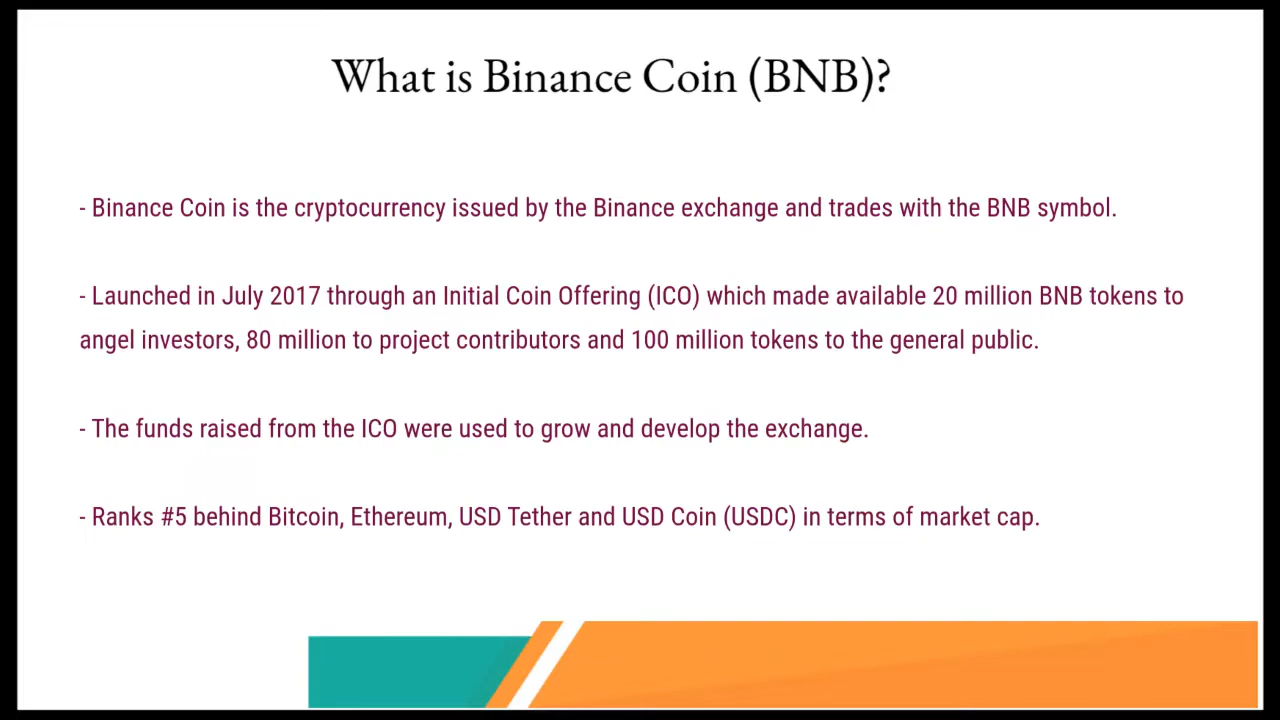 What is Binance Coin (BNB)?
- Binance Coin is the cryptocurrency issued by the Binance exchange and trades with the BNB symbol.
- Launched in July 2017 through an Initial Coin Offering (ICO) which made available 20 million BNB tokens to
angel investors, 80 million to project contributors and 100 million tokens to the general public.
- The funds raised from the ICO were used to grow and develop the exchange.
- Ranks #5 behind Bitcoin, Ethereum, USD Tether and USD Coin (USDC) in terms of market cap.